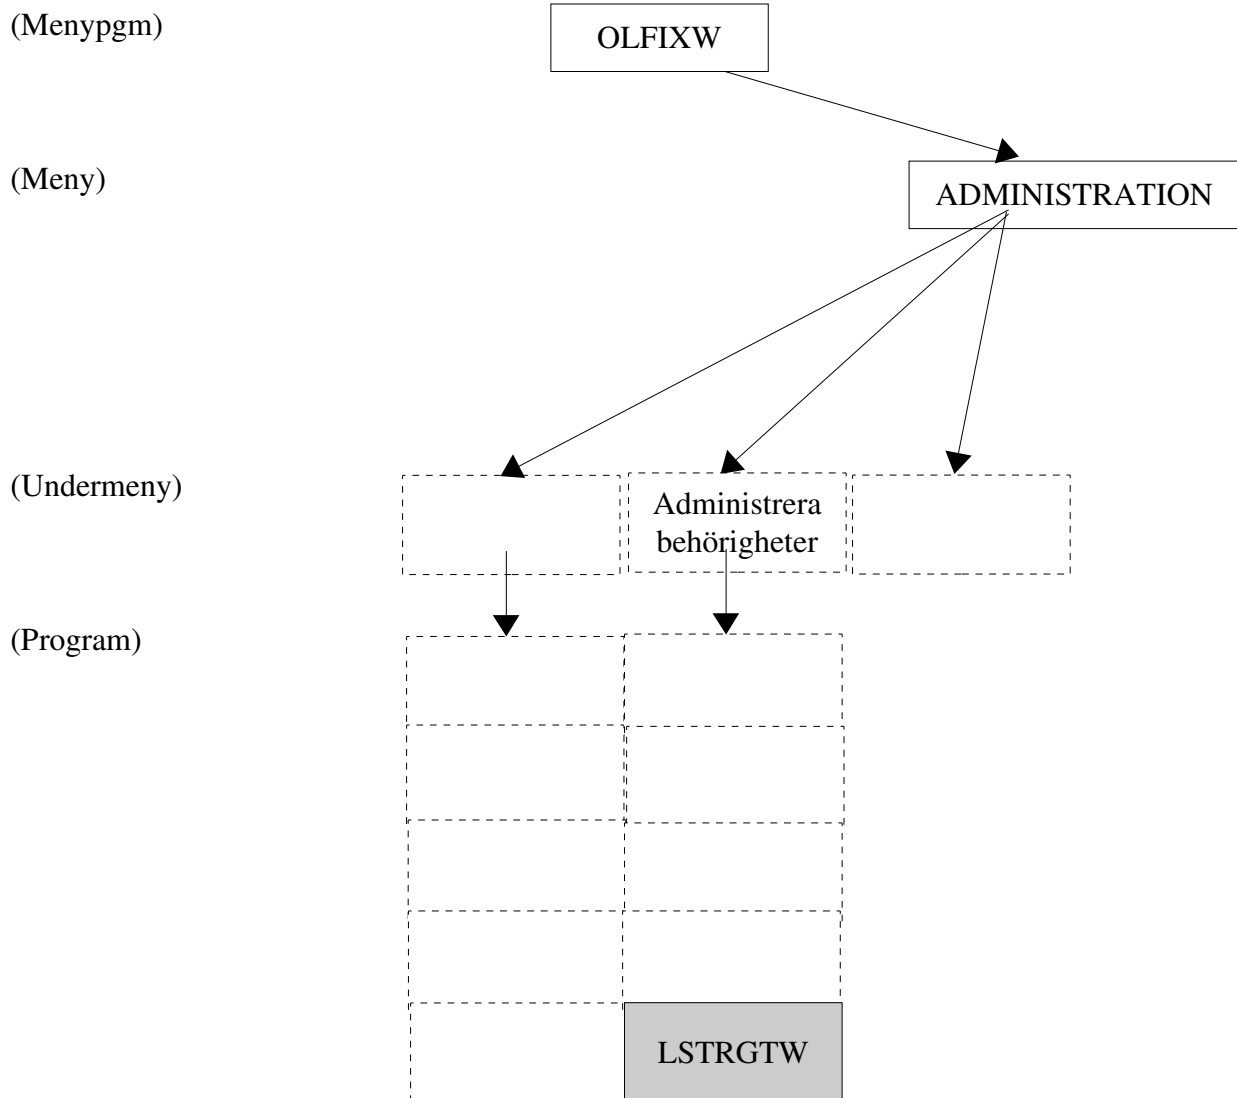 (Menypgm)
OLFIXW
(Meny)
ADMINISTRATION
(Undermeny)
Administrera
behörigheter
(Program)
LSTRGTW